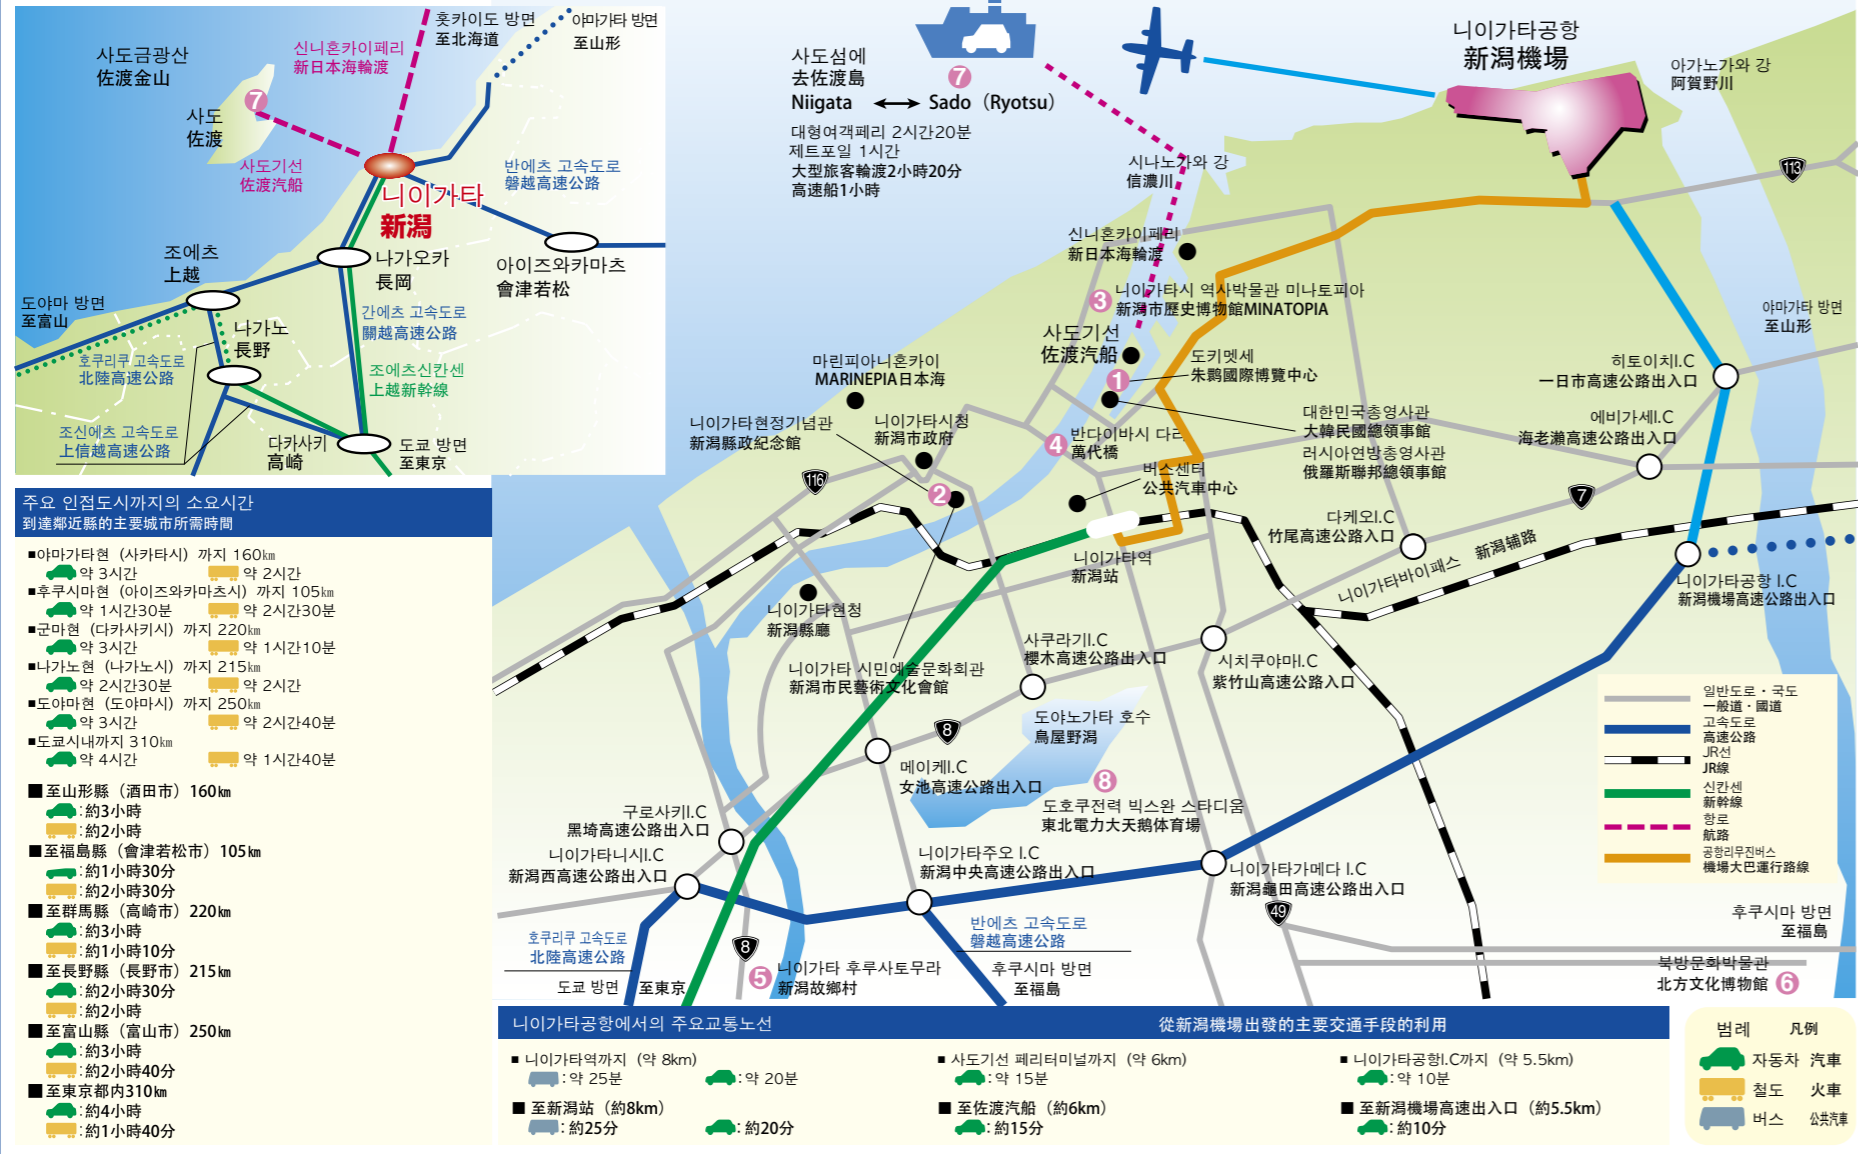 홋카이도 방면
至北海道
야마가타 방면
至山形
사도금광산
佐渡金山
신니혼카이페리
新日本海輪渡
7
사도
佐渡
사도기선
佐渡汽船
반에츠 고속도로
磐越高速公路
니이가타
新潟
조에츠
上越
나가오카
長岡
아이즈와카마츠
會津若松
도야마 방면
至富山
간에츠 고속도로
關越高速公路
나가노
長野
호쿠리쿠 고속도로
北陸高速公路
조에츠신칸센
上越新幹線
조신에츠 고속도로
上信越高速公路
다카사키
高崎
도쿄 방면
至東京
사도섬에
去佐渡島
7
Niigata ⟷ Sado（Ryotsu）
대형여객페리 2시간20분
제트포일 1시간
大型旅客輪渡2小時20分
高速船1小時
니이가타공항
新潟機場
아가노가와 강
阿賀野川
시나노가와 강
信濃川
113
신니혼카이페리
新日本海輪渡
3
니이가타시 역사박물관 미나토피아
新潟市歷史博物館MINATOPIA
야마가타 방면
至山形
사도기선
佐渡汽船
도키멧세
朱鷺國際博覽中心
1
마린피아니혼카이
MARINEPIA日本海
히토이치I.C
一日市高速公路出入口
니이가타현정기념관
新潟縣政紀念館
니이가타시청
新潟市政府
4
반다이바시 다리
萬代橋
대한민국총영사관
大韓民國總領事館
러시아연방총영사관
俄羅斯聯邦總領事館
에비가세I.C
海老瀨高速公路出入口
116
2
버스센터
公共汽車中心
7
다케오I.C
竹尾高速公路入口
니이가타역
新潟站
니이가타바이패스 新潟辅路
니이가타공항 I.C
新潟機場高速公路出入口
니이가타현청
新潟縣廳
니이가타 시민예술문화회관
新潟市民藝術文化會館
사쿠라기I.C
櫻木高速公路出入口
시치쿠야마I.C
紫竹山高速公路入口
8
도야노가타 호수
鳥屋野潟
메이케I.C
女池高速公路出入口
8
도호쿠전력 빅스완 스타디움
東北電力大天鵝体育場
구로사키I.C
黑埼高速公路出入口
니이가타니시I.C
新潟西高速公路出入口
니이가타주오 I.C
新潟中央高速公路出入口
니이가타가메다 I.C
新潟龜田高速公路出入口
49
호쿠리쿠 고속도로
北陸高速公路
도쿄 방면 至東京
8
5
니이가타 후루사토무라
新潟故鄉村
반에츠 고속도로
磐越高速公路
후쿠시마 방면
至福島
후쿠시마 방면
至福島
북방문화박물관
北方文化博物館
6
일반도로・국도
一般道・國道
고속도로
高速公路
JR선
JR線
신칸센
新幹線
항로
航路
공항리무진버스
機場大巴運行路線
주요 인접도시까지의 소요시간
到達鄰近縣的主要城市所需時間
■야마가타현（사카타시）까지 160㎞
약 3시간 약 2시간
■후쿠시마현（아이즈와카마츠시）까지 105㎞
약 1시간30분 약 2시간30분
■군마현（다카사키시）까지 220㎞
약 3시간 약 1시간10분
■나가노현（나가노시）까지 215㎞
약 2시간30분 약 2시간
■도야마현（도야마시）까지 250㎞
약 3시간 약 2시간40분
■도쿄시내까지 310㎞
약 4시간 약 1시간40분
■至山形縣（酒田市）160㎞
:約3小時
:約2小時
■至福島縣（會津若松市）105㎞
:約1小時30分
:約2小時30分
■至群馬縣（高崎市）220㎞
:約3小時
:約1小時10分
■至長野縣（長野市）215㎞
:約2小時30分
:約2小時
■至富山縣（富山市）250㎞
:約3小時
:約2小時40分
■至東京都内310㎞
:約4小時
:約1小時40分
니이가타공항에서의 주요교통노선 從新潟機場出發的主要交通手段的利用
■ 니이가타역까지（약 8km）
:약 25분 :약 20분
■ 至新潟站（約8km）
:約25分 :約20分
■ 사도기선 페리터미널까지（약 6km）
:약 15분
■ 至佐渡汽船（約6km）
:約15分
■ 니이가타공항I.C까지（약 5.5km）
:약 10분
■ 至新潟機場高速出入口（約5.5km）
:約10分
범례 凡例
자동차 汽車
철도 火車
버스 公共汽車